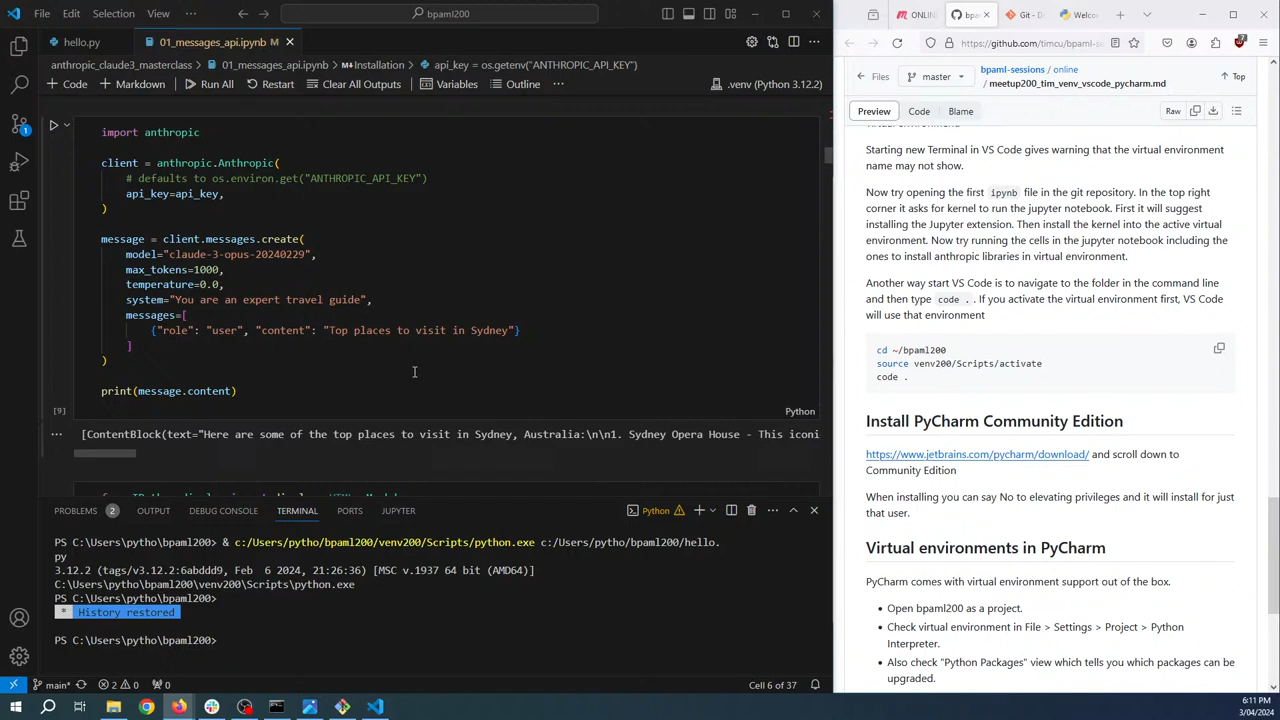 File Edit Selection View ··· bpaml200
hello.py 01_messages_api.ipynb M
anthropic_claude3_masterclass > 01_messages_api.ipynb > M↓Installation > api_key = os.getenv("ANTHROPIC_API_KEY")
+ Code + Markdown Run All Restart Clear All Outputs Variables Outline ··· .venv (Python 3.12.2)
import anthropic
client = anthropic.Anthropic(
# defaults to os.environ.get("ANTHROPIC_API_KEY")
api_key=api_key,
)
message = client.messages.create(
model="claude-3-opus-20240229",
max_tokens=1000,
temperature=0.0,
system="You are an expert travel guide",
messages=[
{"role": "user", "content": "Top places to visit in Sydney"}
]
)
print(message.content)
[9] Python
··· [ContentBlock(text="Here are some of the top places to visit in Sydney, Australia:\n\n1. Sydney Opera House - This iconi
PROBLEMS 2 OUTPUT DEBUG CONSOLE TERMINAL PORTS JUPYTER Python
PS C:\Users\pytho\bpaml200> & c:/Users/pytho/bpaml200/venv200/Scripts/python.exe c:/Users/pytho/bpaml200/hello.
py
3.12.2 (tags/v3.12.2:6abddd9, Feb 6 2024, 21:26:36) [MSC v.1937 64 bit (AMD64)]
C:\Users\pytho\bpaml200\venv200\Scripts\python.exe
PS C:\Users\pytho\bpaml200>
* History restored
PS C:\Users\pytho\bpaml200>
main* 2 0 0 Cell 6 of 37
ONLIN bpam Git - D Welco
https://github.com/timcu/bpaml-se
Files master bpaml-sessions / online
/ meetup200_tim_venv_vscode_pycharm.md Top
Preview Code Blame Raw
Starting new Terminal in VS Code gives warning that the virtual environment
name may not show.
Now try opening the first ipynb file in the git repository. In the top right
corner it asks for kernel to run the jupyter notebook. First it will suggest
installing the Jupyter extension. Then install the kernel into the active virtual
environment. Now try running the cells in the jupyter notebook including the
ones to install anthropic libraries in virtual environment.
Another way start VS Code is to navigate to the folder in the command line
and then type code . . If you activate the virtual environment first, VS Code
will use that environment
cd ~/bpaml200
source venv200/Scripts/activate
code .
Install PyCharm Community Edition
https://www.jetbrains.com/pycharm/download/ and scroll down to
Community Edition
When installing you can say No to elevating privileges and it will install for just
that user.
Virtual environments in PyCharm
PyCharm comes with virtual environment support out of the box.
• Open bpaml200 as a project.
• Check virtual environment in File > Settings > Project > Python
Interpreter.
• Also check "Python Packages" view which tells you which packages can be
upgraded.
6:11 PM
3/04/2024